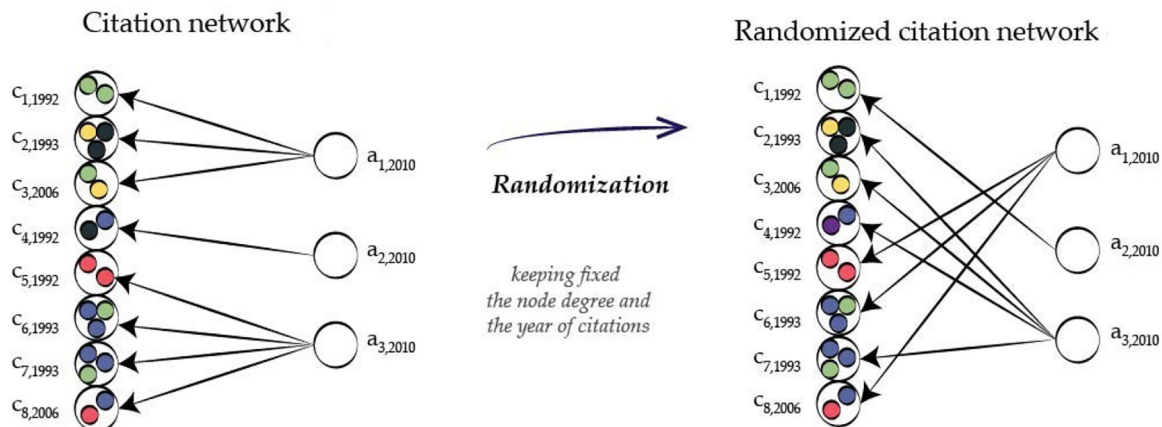 Citation network
c1,1992
c2,1993
c3,2006
c4,1992
c5,1992
c6,1993
c7,1993
c8,2006
a1,2010
a2,2010
a3,2010
Randomization
keeping fixed
the node degree and
the year of citations
Randomized citation network
c1,1992
c2,1993
c3,2006
c4,1992
c5,1992
c6,1993
c7,1993
c8,2006
a1,2010
a2,2010
a3,2010